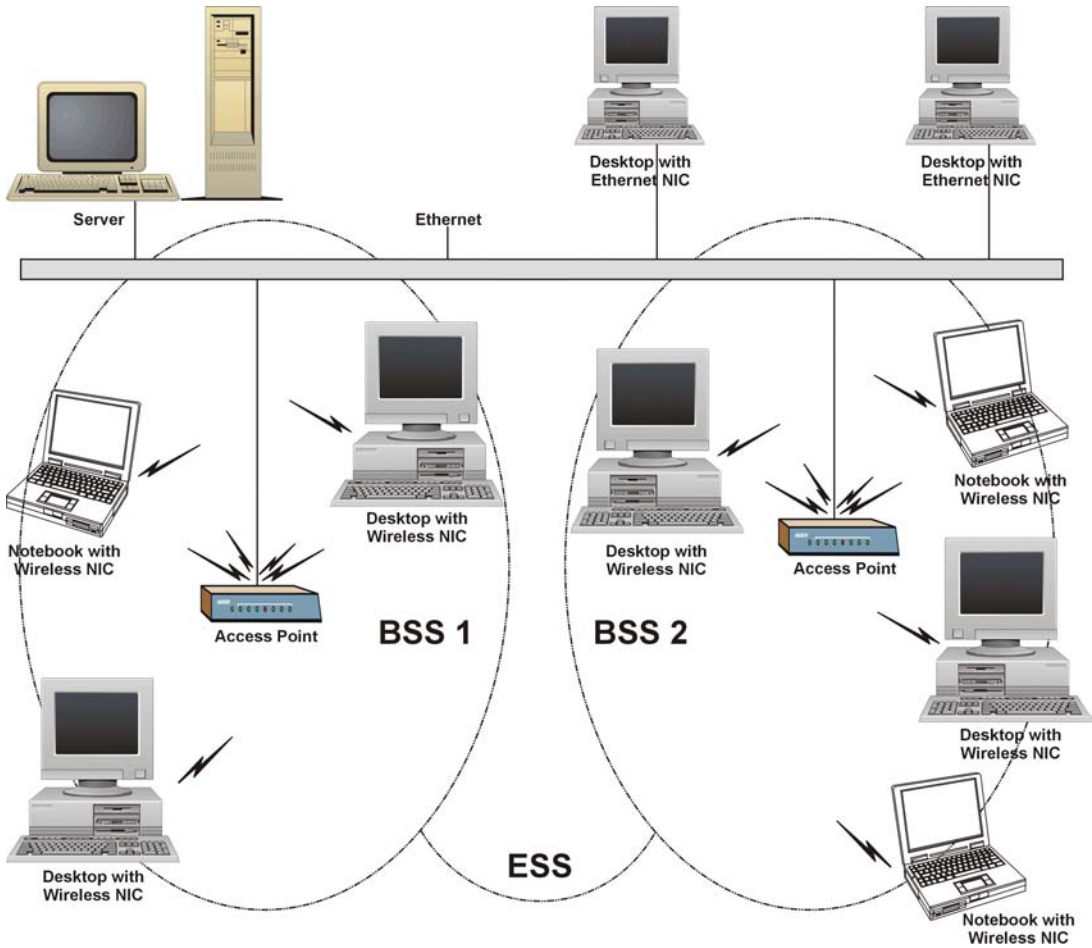 Desktop with
Ethernet NIC
Desktop with
Ethernet NIC
Server
Ethernet
Notebook with
Wireless NIC
Desktop with
Wireless NIC
Access Point
BSS 1
Desktop with
Wireless NIC
Desktop with
Wireless NIC
BSS 2
Access Point
Notebook with
Wireless NIC
Desktop with
Wireless NIC
ESS
Notebook with
Wireless NIC